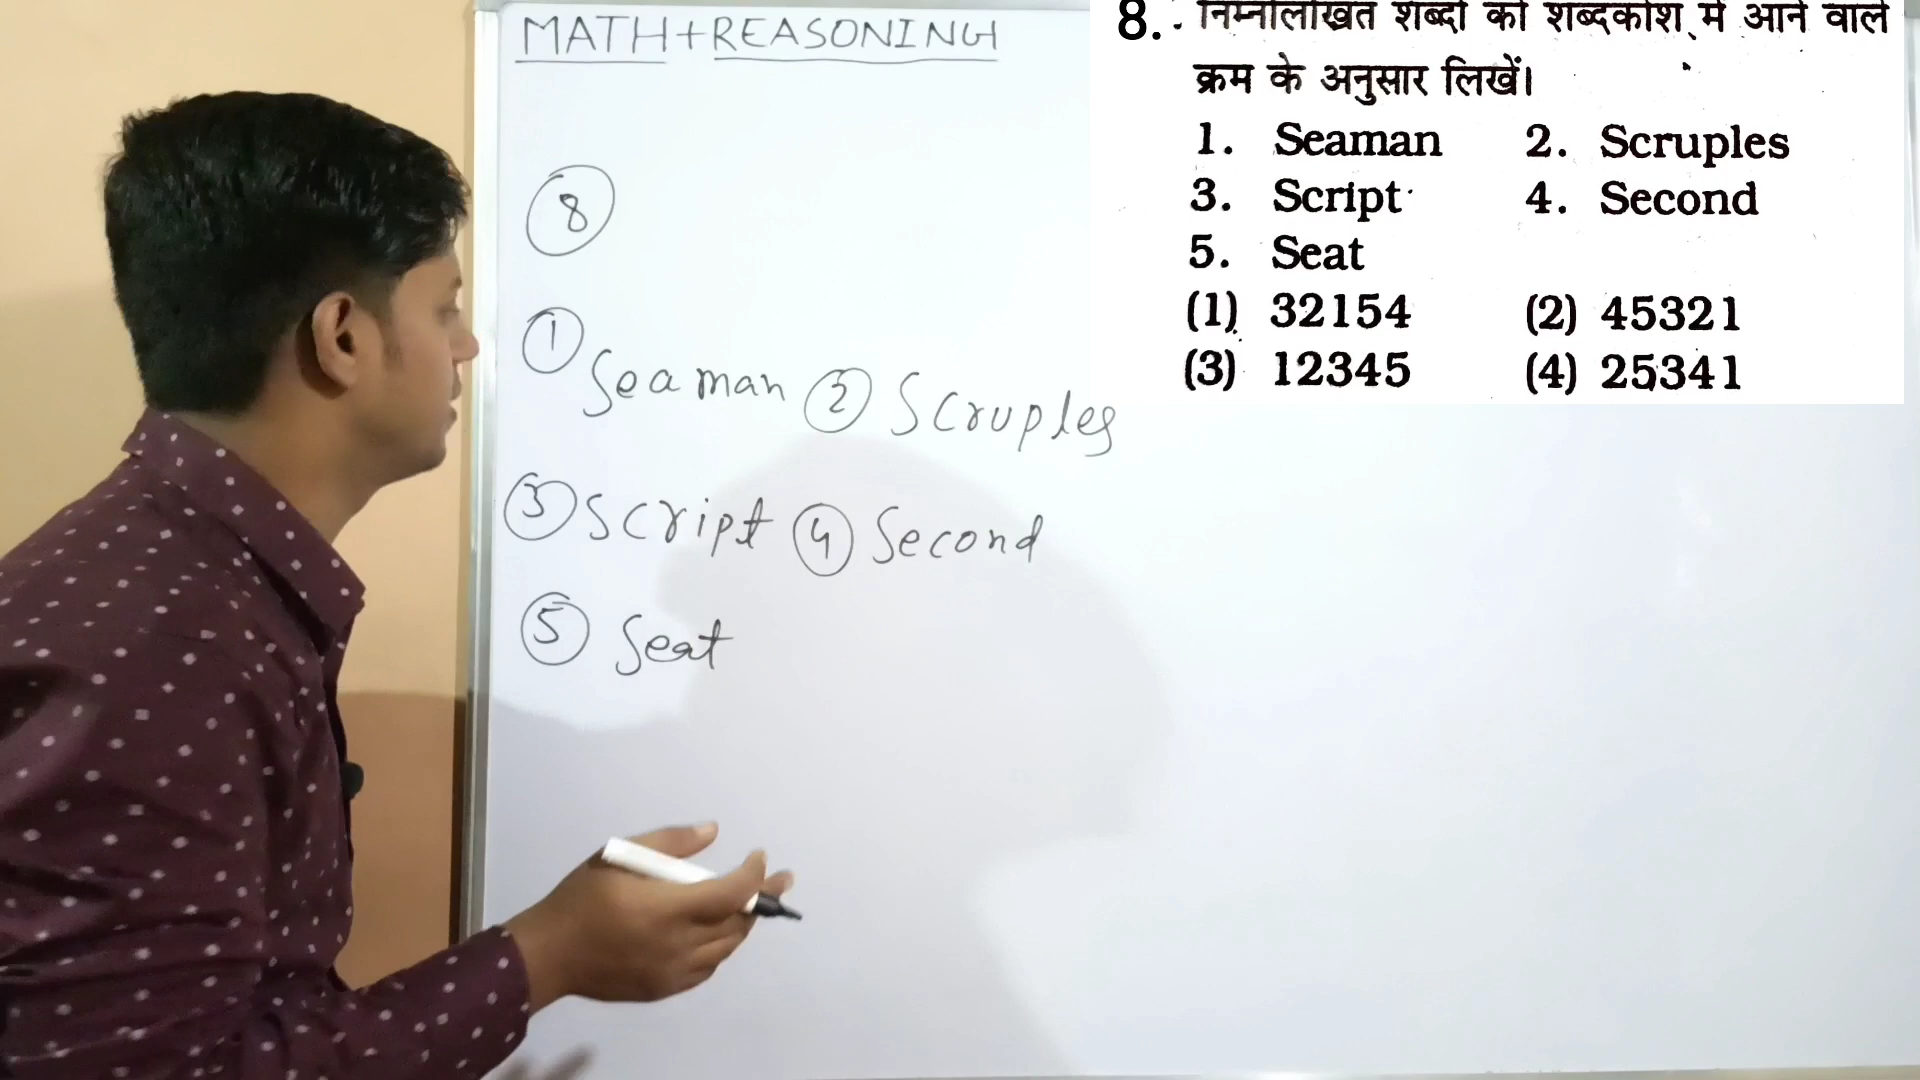 MATH+REASONING
8
1 Seaman 2 Scruples
3 Script 4 Second
5 Seat
8. निम्नलिखित शब्दों को शब्दकोश में आने वाले
क्रम के अनुसार लिखें।
1. Seaman 2. Scruples
3. Script 4. Second
5. Seat
(1) 32154 (2) 45321
(3) 12345 (4) 25341